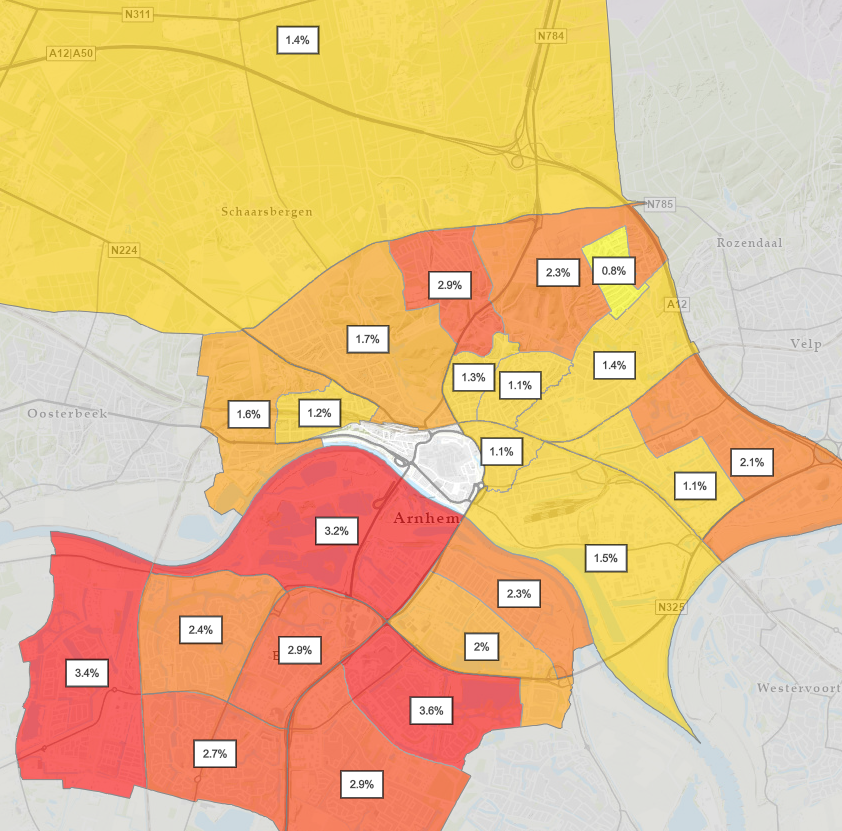 N311
1.4%
N784
A12|A50
Schaarsbergen
N785
N224
Rozendaal
2.3%
0.8%
2.9%
A12
1.7%
Velp
1.4%
1.3%
1.1%
1.6%
1.2%
Oosterbeek
1.1%
2.1%
1.1%
Arnhem
3.2%
1.5%
2.3%
N325
2.4%
2%
2.9%
3.4%
Westervoort
3.6%
2.7%
2.9%